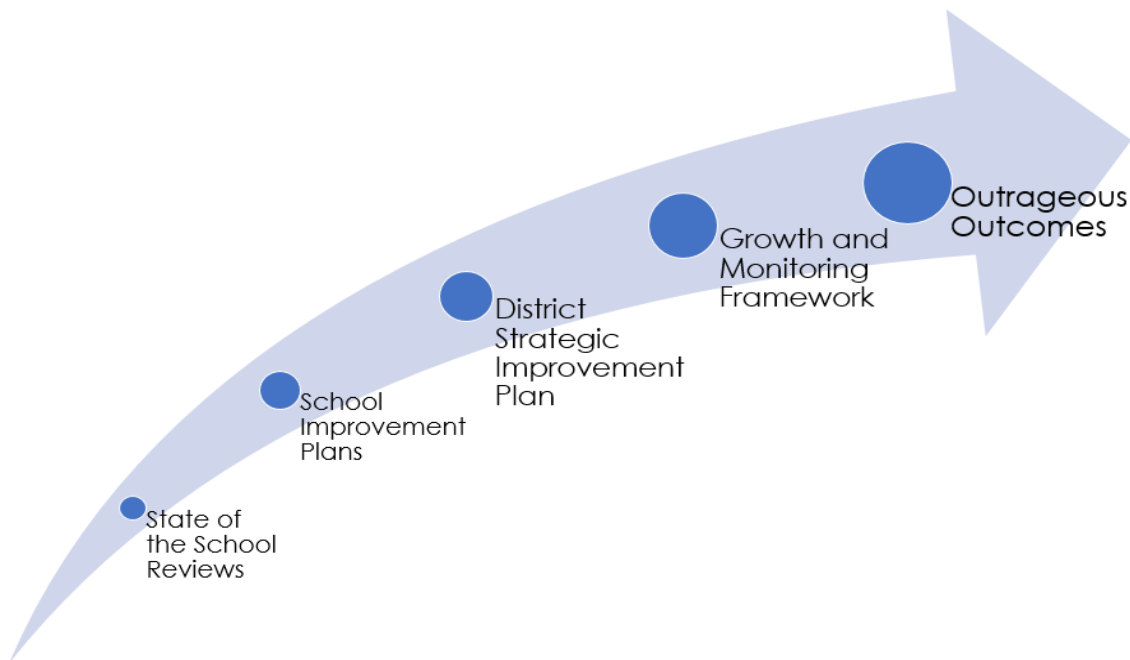 State of
the School
Reviews
School
Improvement
Plans
District
Strategic
Improvement
Plan
Growth and
Monitoring
Framework
Outrageous
Outcomes